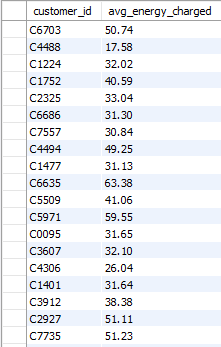 customer_id avg_energy_charged
C6703 50.74
C4488 17.58
C1224 32.02
C1752 40.59
C2325 33.04
C6686 31.30
C7557 30.84
C4494 49.25
C1477 31.13
C6635 63.38
C5509 41.06
C5971 59.55
C0095 31.65
C3607 32.10
C4306 26.04
C1401 31.64
C3912 38.38
C2927 51.11
C7735 51.23